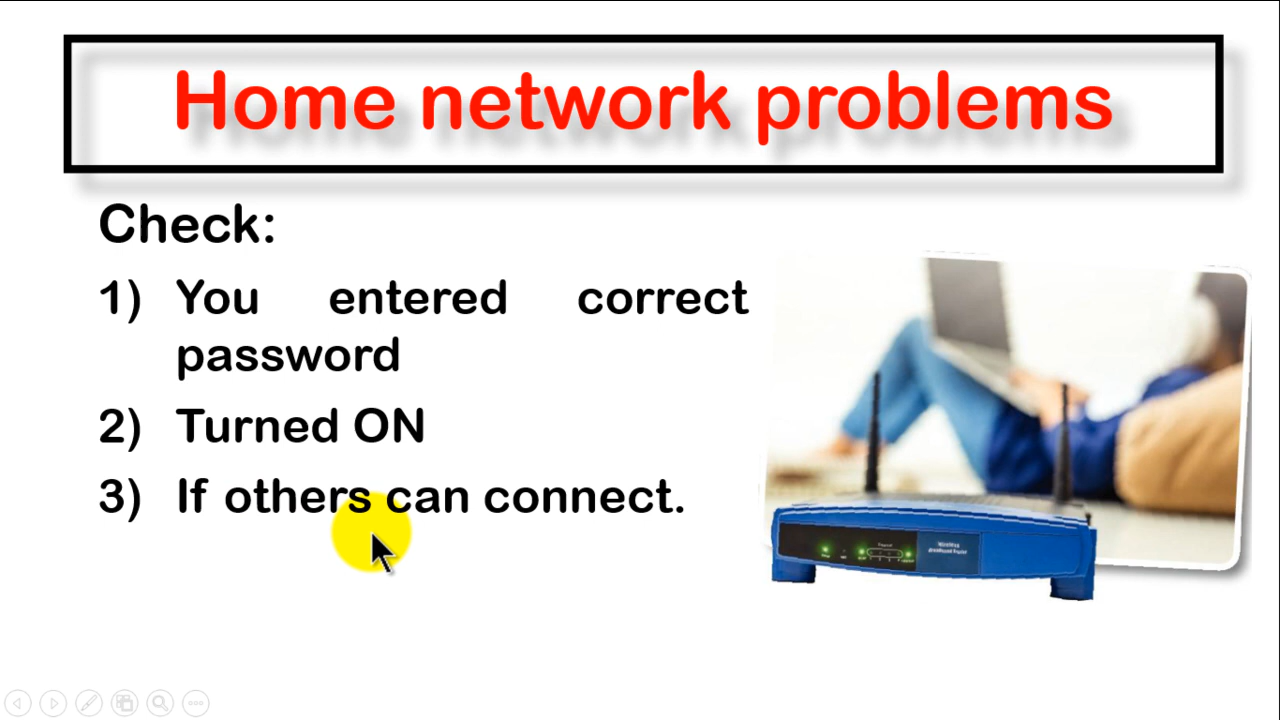 Home network problems
Check:
1) You entered correct
password
2) Turned ON
3) If others can connect.